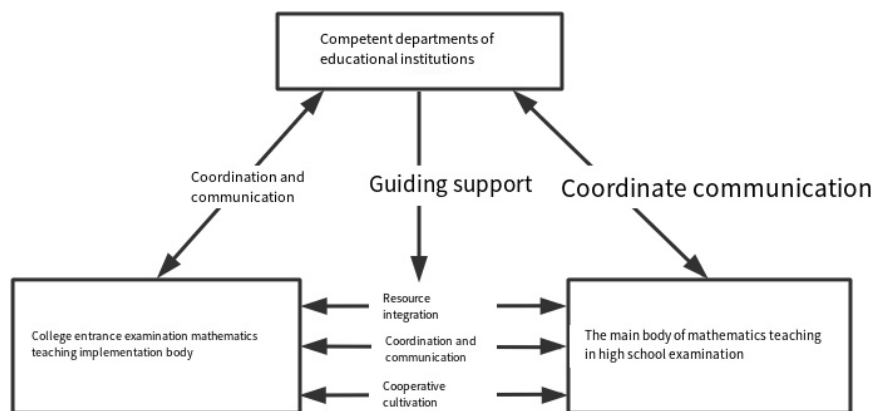 Competent departments of
educational institutions
Coordination and
communication
Guiding support
Coordinate communication
College entrance examination mathematics
teaching implementation body
Resource
integration
Coordination and
communication
Cooperative
cultivation
The main body of mathematics teaching
in high school examination